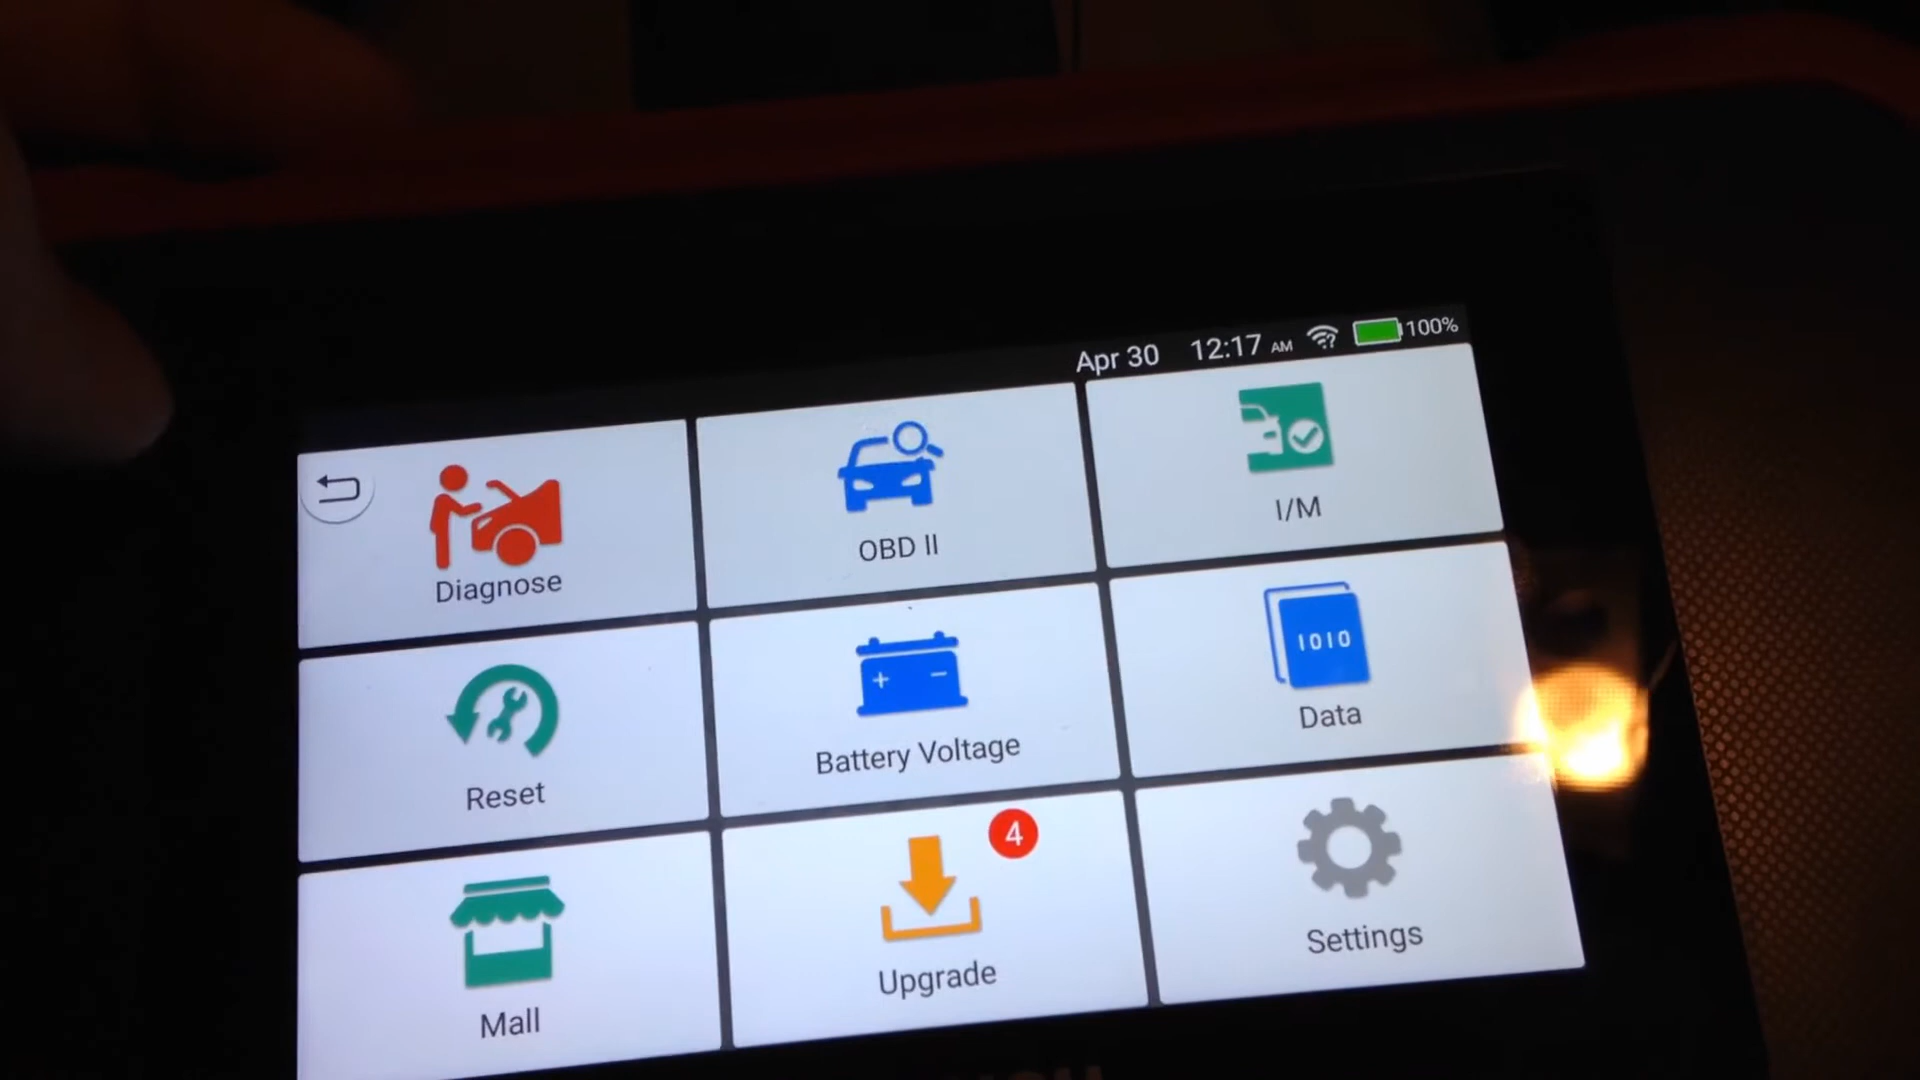 Apr 30 12:17 AM 100%
Diagnose
OBD II
I/M
Reset
Battery Voltage
1010
Data
Mall
4
Upgrade
Settings